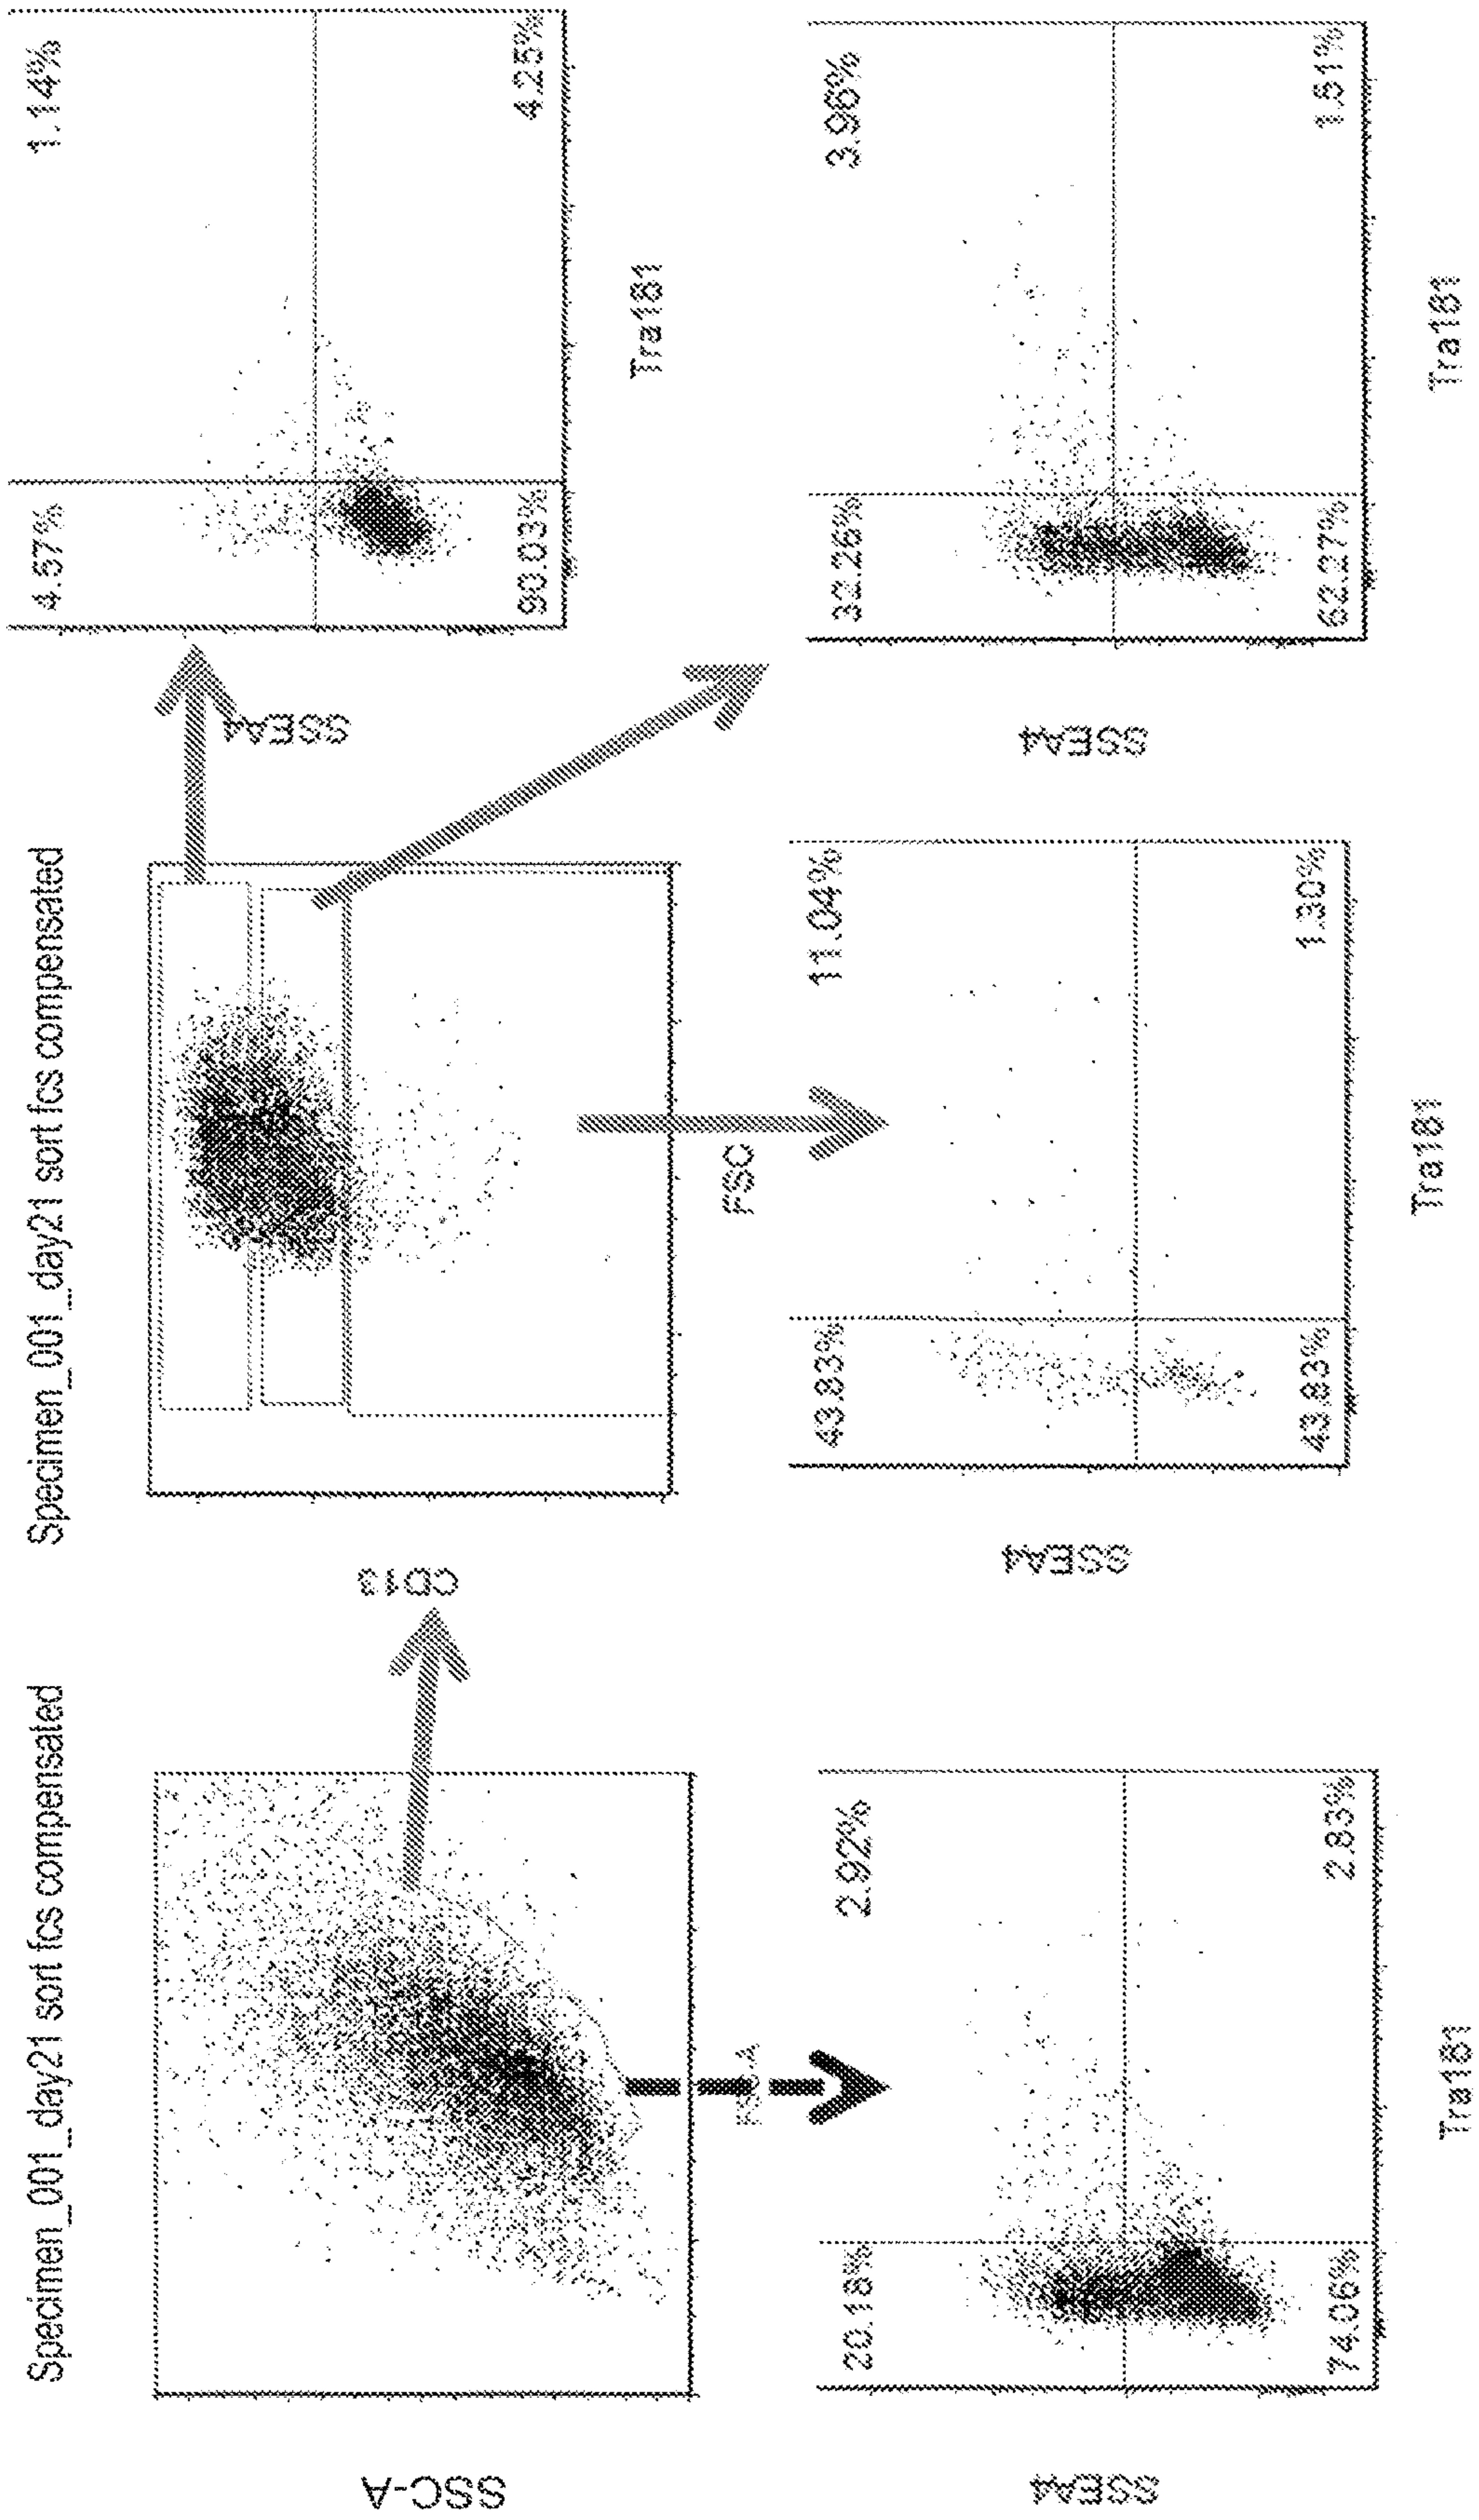 Specimen_001_day21 sort fcs compensated
Specimen_001_day21 sort fcs compensated
SSC-A
CD13
FSC
SSEA4
4.57%
1.14%
90.03%
4.25%
Tra181
SSEA4
20.18%
2.92%
74.06%
2.83%
Tra181
SSEA4
43.83%
11.04%
43.83%
1.30%
Tra181
SSEA4
32.26%
3.96%
62.27%
1.51%
Tra181